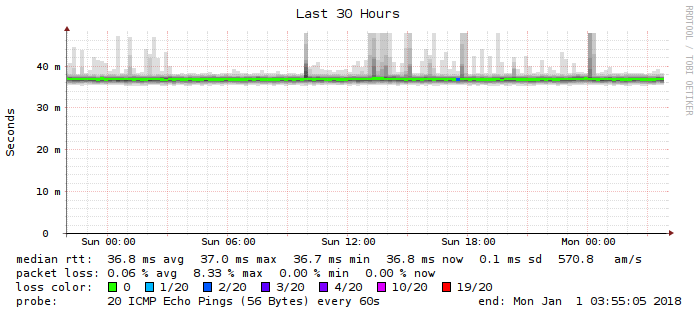 Last 30 Hours
RRDTOOL / TOBI OETIKER
Seconds
40 m
30 m
20 m
10 m
0
Sun 00:00 Sun 06:00 Sun 12:00 Sun 18:00 Mon 00:00
median rtt: 36.8 ms avg 37.0 ms max 36.7 ms min 36.8 ms now 0.1 ms sd 570.8 am/s
packet loss: 0.06 % avg 8.33 % max 0.00 % min 0.00 % now
loss color: 0 1/20 2/20 3/20 4/20 10/20 19/20
probe: 20 ICMP Echo Pings (56 Bytes) every 60s end: Mon Jan 1 03:55:05 2018